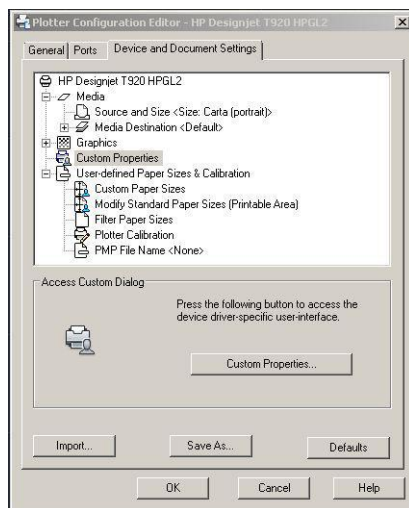 Plotter Configuration Editor - HP Designjet T920 HPGL2
General Ports Device and Document Settings
HP Designjet T920 HPGL2
Media
Source and Size <Size: Carta (portrait)>
Media Destination <Default>
Graphics
Custom Properties
User-defined Paper Sizes & Calibration
Custom Paper Sizes
Modify Standard Paper Sizes (Printable Area)
Filter Paper Sizes
Plotter Calibration
PMP File Name <None>
Access Custom Dialog
Press the following button to access the
device driver-specific user-interface.
Custom Properties...
Import... Save As... Defaults
OK Cancel Help